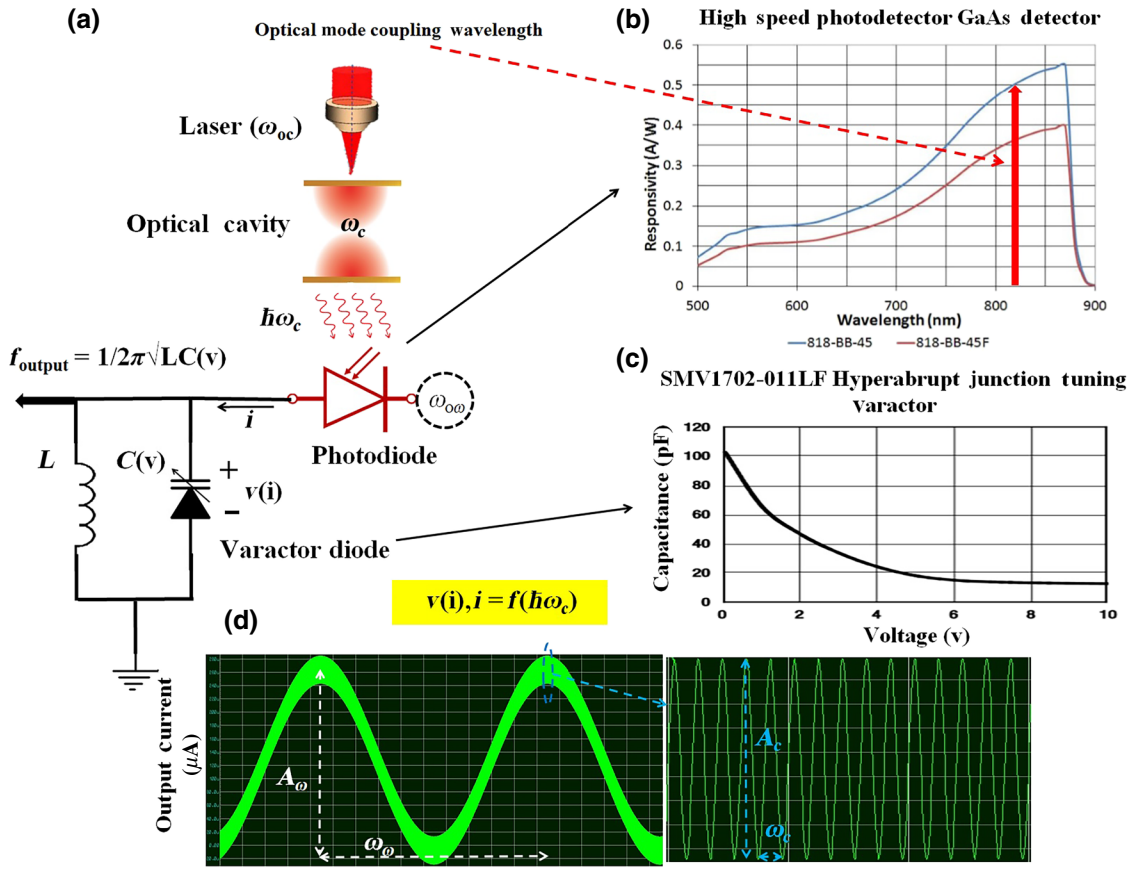 (a)
Optical mode coupling wavelength
Laser (ωoc)
Optical cavity
ωc
ħωc
foutput = 1/2π√LC(v)
i
ωoω
Photodiode
L
C(v)
+
v(i)
-
Varactor diode
v(i), i = f(ħωc)
(b)
High speed photodetector GaAs detector
0.6
0.5
0.4
0.3
0.2
0.1
0
Responsivity (A/W)
500
600
700
800
900
Wavelength (nm)
818-BB-45
818-BB-45F
(c)
SMV1702-011LF Hyperabrupt junction tuning
varactor
120
100
80
60
40
20
0
Capacitance (pF)
0
2
4
6
8
10
Voltage (v)
(d)
Output current
(μA)
Aω
ωω
Ac
ωc